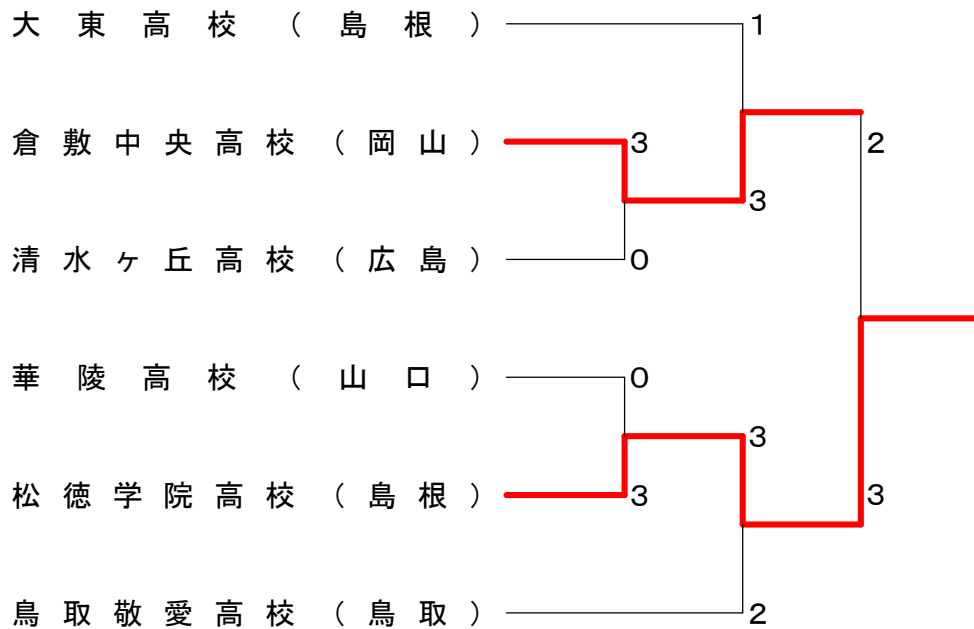 大東高校（島根） 1
倉敷中央高校（岡山） 3 2
3
清水ヶ丘高校（広島） 0
華陵高校（山口） 0
3
松徳学院高校（島根） 3 3
鳥取敬愛高校（鳥取） 2